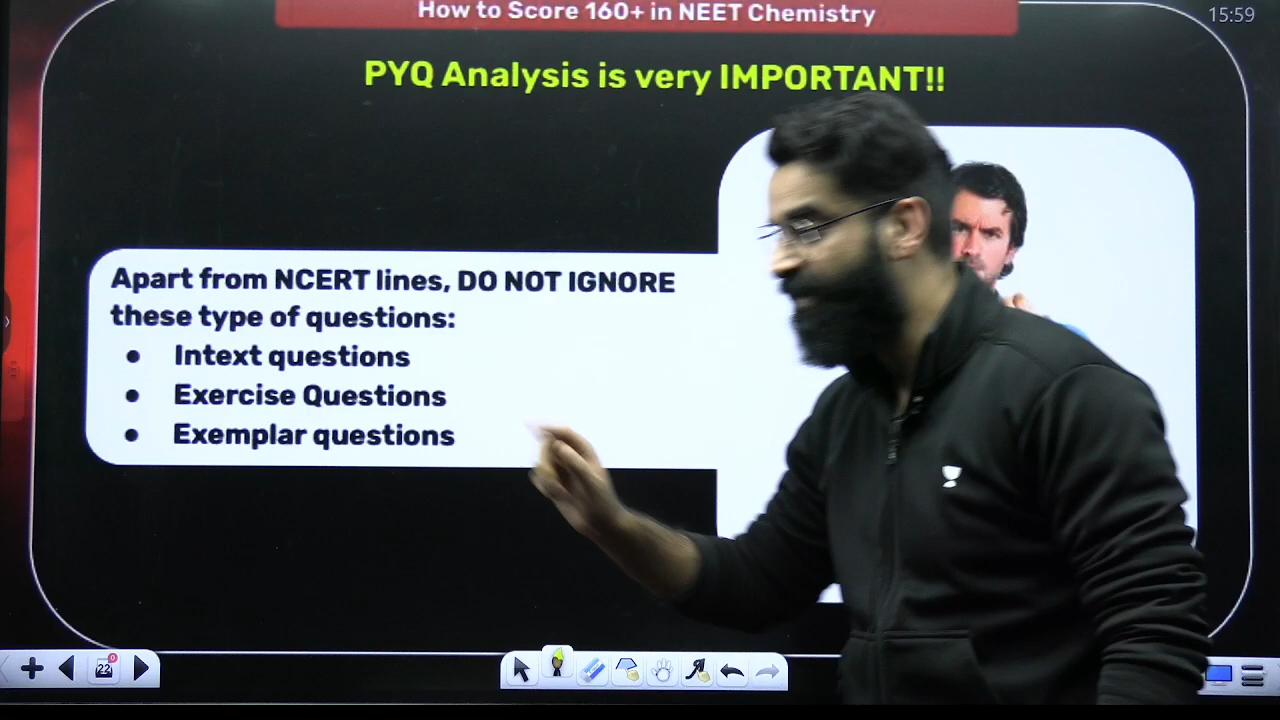 How to Score 160+ in NEET Chemistry
15:59
PYQ Analysis is very IMPORTANT!!
Apart from NCERT lines, DO NOT IGNORE
these type of questions:
• Intext questions
• Exercise Questions
• Exemplar questions
22
0